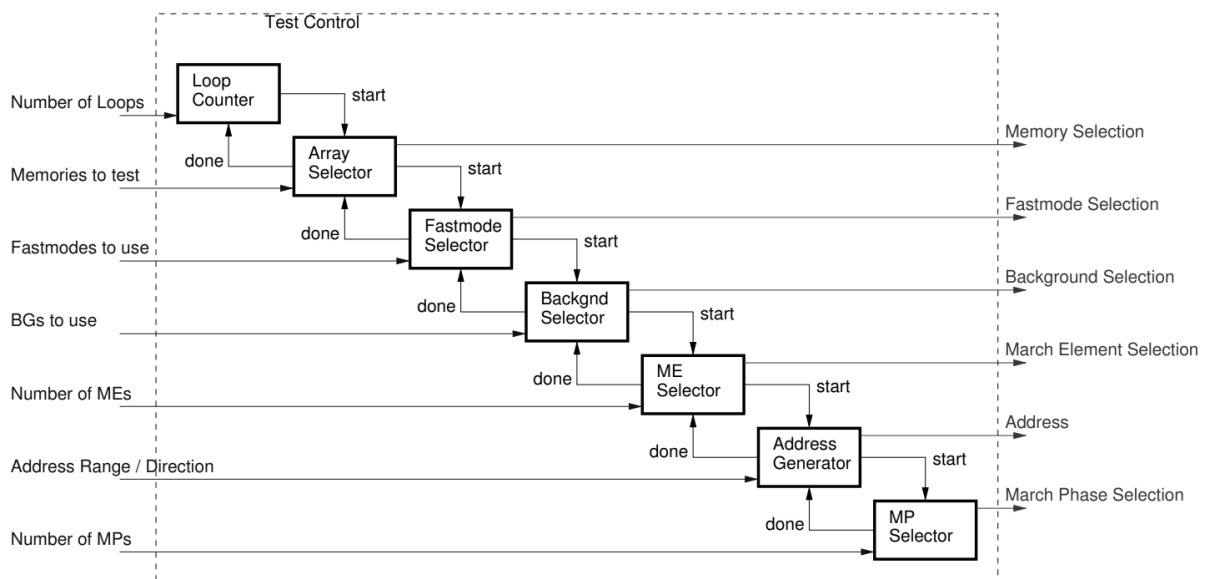 Test Control
Loop
Counter
Number of Loops
start
Memory Selection
done
Array
Selector
Memories to test
start
Fastmode Selection
done
Fastmode
Selector
Fastmodes to use
start
Background Selection
done
Backgnd
Selector
BGs to use
start
March Element Selection
done
ME
Selector
Number of MEs
start
Address
done
Address
Generator
Address Range / Direction
start
March Phase Selection
done
MP
Selector
Number of MPs